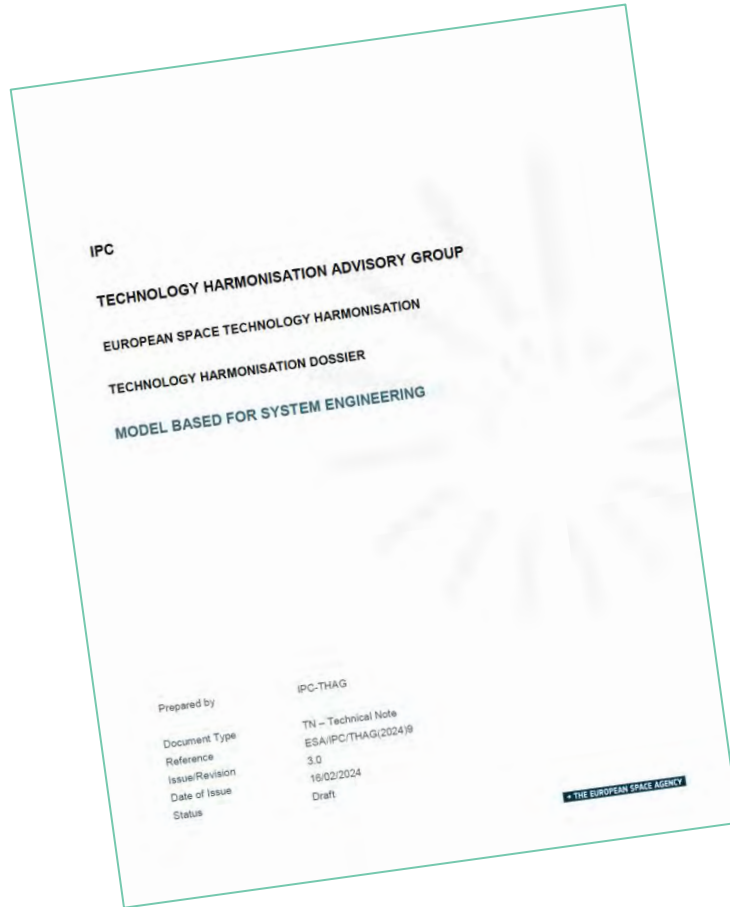 IPC
TECHNOLOGY HARMONISATION ADVISORY GROUP
EUROPEAN SPACE TECHNOLOGY HARMONISATION
TECHNOLOGY HARMONISATION DOSSIER
MODEL BASED FOR SYSTEM ENGINEERING
Prepared by IPC-THAG
Document Type TN – Technical Note
Reference ESA/IPC/THAG(2024)9
Issue/Revision 3.0
Date of Issue 16/02/2024
Status Draft
→ THE EUROPEAN SPACE AGENCY